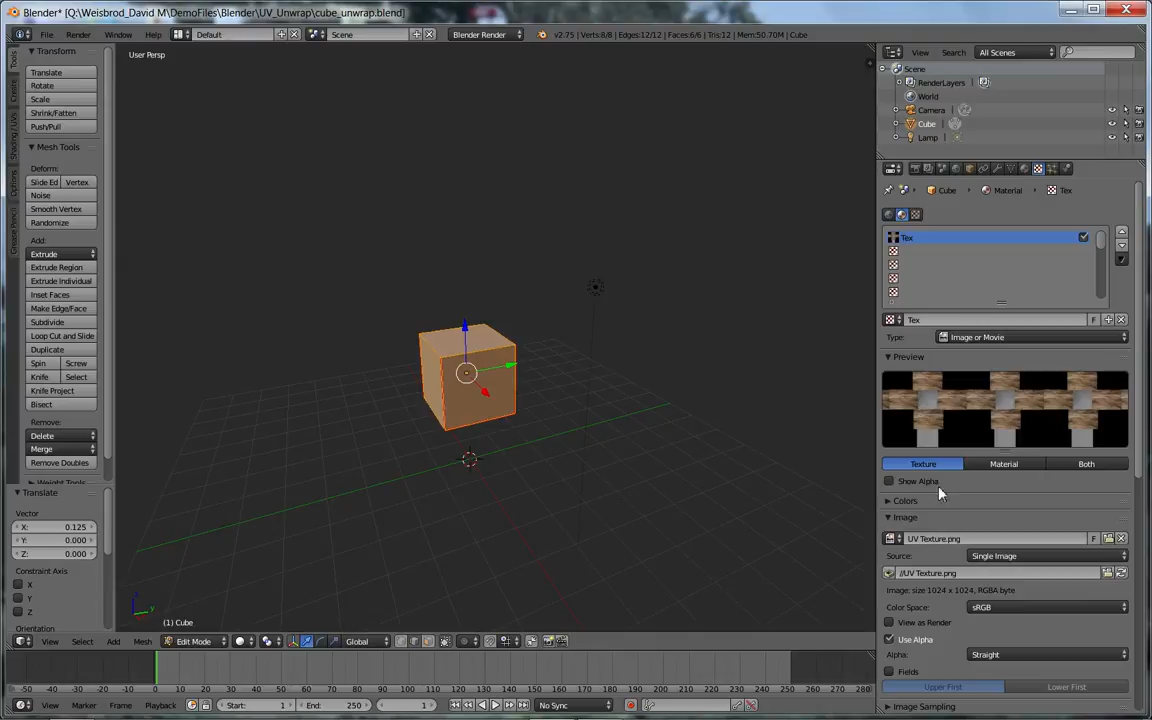 Blender* [Q:\Weisbrod_David M\DemoFiles\Blender\UV_Unwrap\cube_unwrap.blend]
File Render Window Help Default Scene Blender Render v2.75 | Verts:8/8 | Edges:12/12 | Faces:6/6 | Tris:12 | Mem:50.70M | Cube
View Search All Scenes
Tools
Create
Shading / UVs
Options
Grease Pencil
Transform
Translate
Rotate
Scale
Shrink/Fatten
Push/Pull
Mesh Tools
Deform:
Slide Ed Vertex
Noise
Smooth Vertex
Randomize
Add:
Extrude
Extrude Region
Extrude Individual
Inset Faces
Make Edge/Face
Subdivide
Loop Cut and Slide
Duplicate
Spin Screw
Knife Select
Knife Project
Bisect
Remove:
Delete
Merge
Remove Doubles
Weight Tools
Translate
Vector
X: 0.125
Y: 0.000
Z: 0.000
Constraint Axis
X
Y
Z
Orientation
User Persp
(1) Cube
View Select Add Mesh Edit Mode Global
Scene
RenderLayers
World
Camera
Cube
Lamp
Cube Material Tex
Tex
Tex F
Type: Image or Movie
Preview
Texture Material Both
Show Alpha
Colors
Image
UV Texture.png F
Source: Single Image
//UV Texture.png
Image: size 1024 x 1024, RGBA byte
Color Space: sRGB
View as Render
Use Alpha
Alpha: Straight
Fields
Upper First Lower First
Image Sampling
-50 -40 -30 -20 -10 0 10 20 30 40 50 60 70 80 90 100 110 120 130 140 150 160 170 180 190 200 210 220 230 240 250 260 270 280
View Marker Frame Playback Start: 1 End: 250 1 No Sync